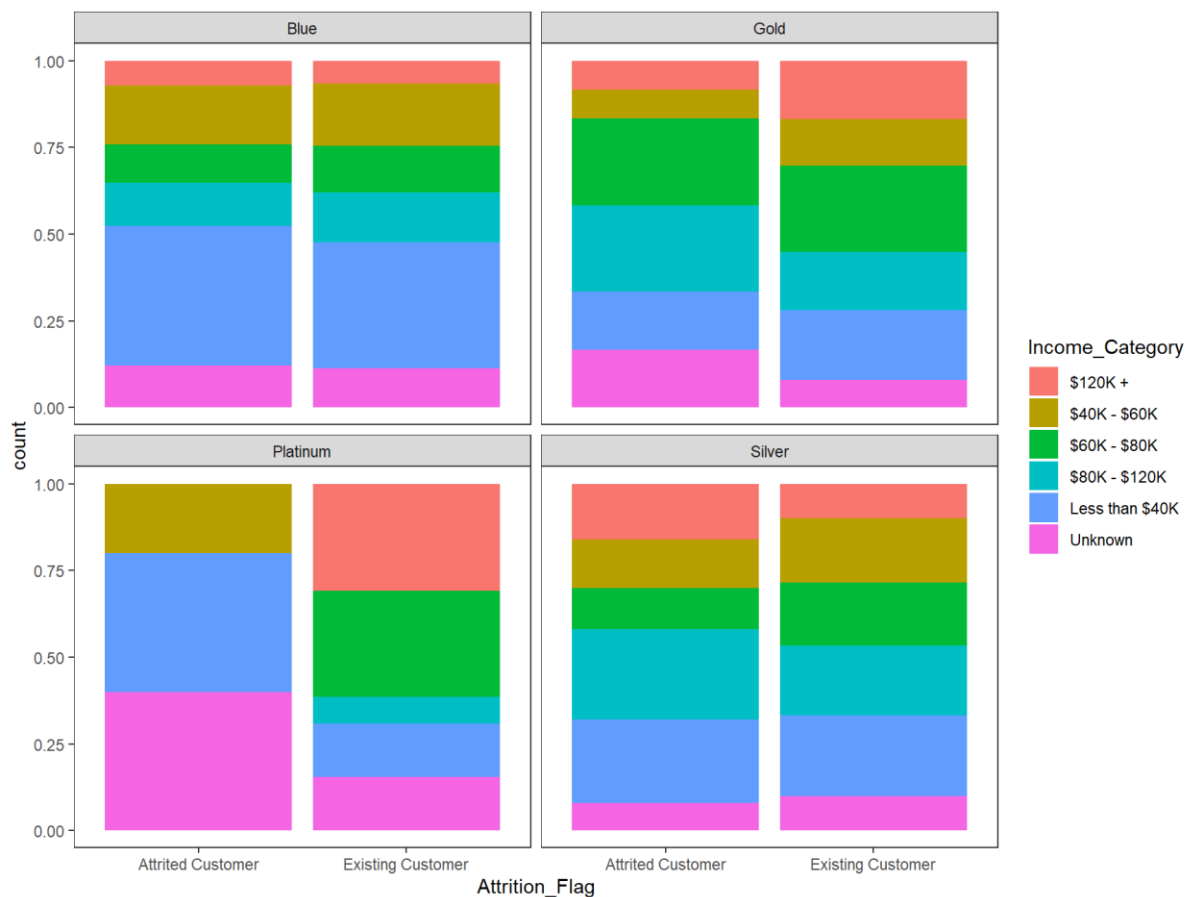 Blue
Gold
1.00
0.75
0.50
0.25
0.00
Platinum
Silver
1.00
0.75
0.50
0.25
0.00
count
Attrited Customer
Existing Customer
Attrited Customer
Existing Customer
Attrition_Flag
Income_Category
$120K +
$40K - $60K
$60K - $80K
$80K - $120K
Less than $40K
Unknown